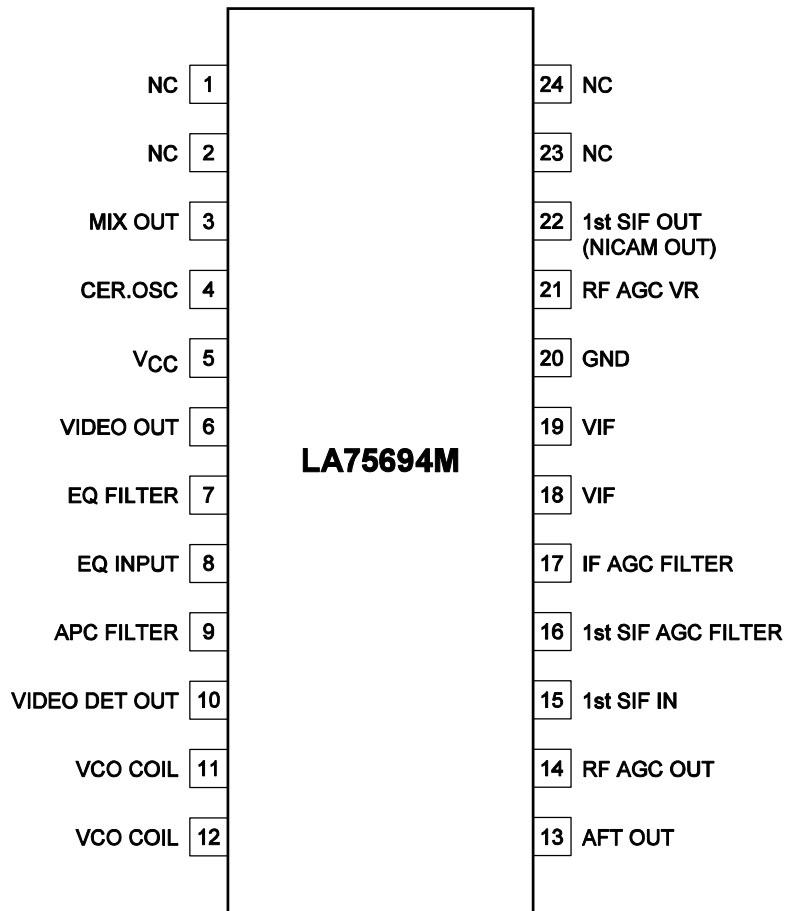 NC 1
24 NC
NC 2
23 NC
MIX OUT 3
22 1st SIF OUT
(NICAM OUT)
CER.OSC 4
21 RF AGC VR
VCC 5
20 GND
VIDEO OUT 6
19 VIF
LA75694M
EQ FILTER 7
18 VIF
EQ INPUT 8
17 IF AGC FILTER
APC FILTER 9
16 1st SIF AGC FILTER
VIDEO DET OUT 10
15 1st SIF IN
VCO COIL 11
14 RF AGC OUT
VCO COIL 12
13 AFT OUT